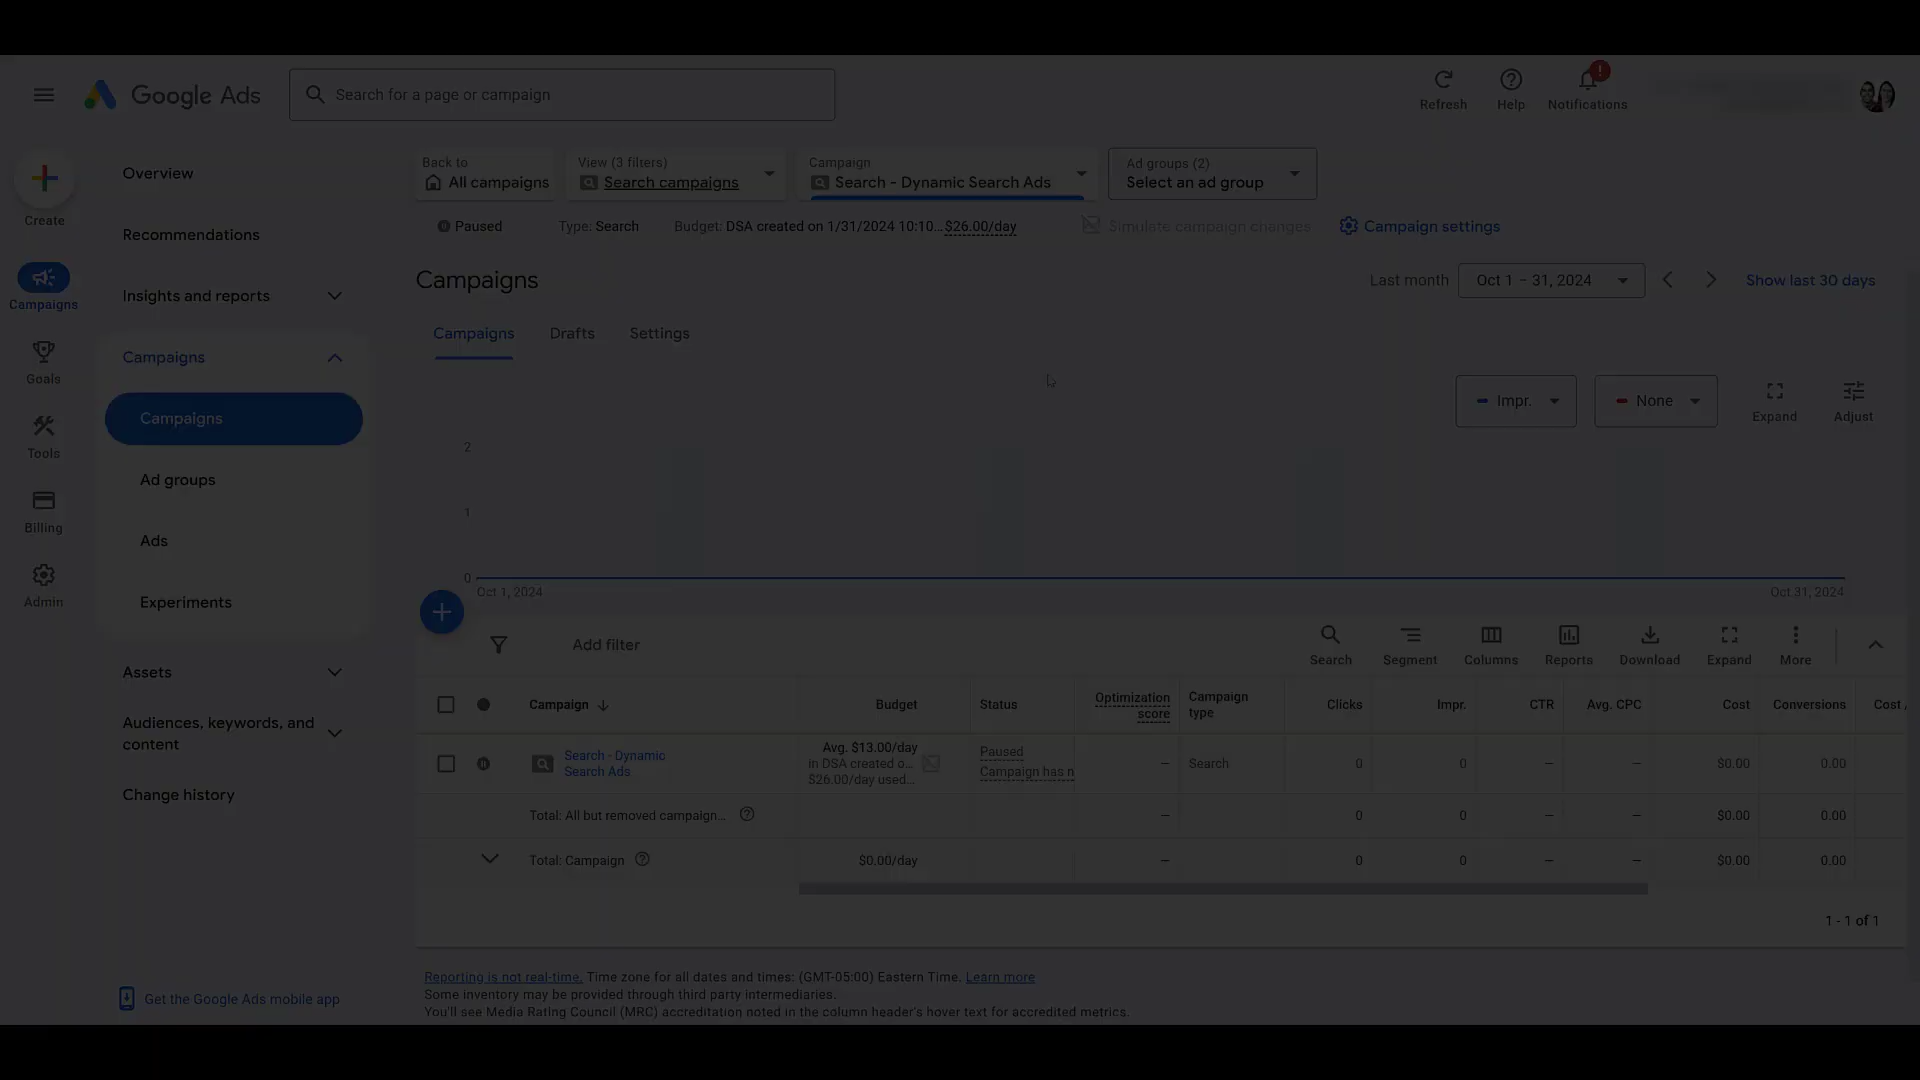 Google Ads
Search for a page or campaign
Refresh
Help
Notifications
Create
Campaigns
Goals
Tools
Billing
Admin
Overview
Recommendations
Insights and reports
Campaigns
Campaigns
Ad groups
Ads
Experiments
Assets
Audiences, keywords, and
content
Change history
Get the Google Ads mobile app
Back to
All campaigns
View (3 filters)
Search campaigns
Campaign
Search - Dynamic Search Ads
Ad groups (2)
Select an ad group
Paused
Type: Search
Budget: DSA created on 1/31/2024 10:10... $26.00/day
Simulate campaign changes
Campaign settings
Campaigns
Last month
Oct 1 – 31, 2024
Show last 30 days
Campaigns
Drafts
Settings
Impr.
None
Expand
Adjust
2
1
0
Oct 1, 2024
Oct 31, 2024
Add filter
Search
Segment
Columns
Reports
Download
Expand
More
Campaign
Budget
Status
Optimization
score
Campaign
type
Clicks
Impr.
CTR
Avg. CPC
Cost
Conversions
Cost /
Search - Dynamic
Search Ads
Avg. $13.00/day
in DSA created o...
$26.00/day used...
Paused
Campaign has n
—
Search
0
0
—
—
$0.00
0.00
Total: All but removed campaign...
—
0
0
—
—
$0.00
0.00
Total: Campaign
$0.00/day
—
0
0
—
—
$0.00
0.00
1 - 1 of 1
Reporting is not real-time. Time zone for all dates and times: (GMT-05:00) Eastern Time. Learn more
Some inventory may be provided through third party intermediaries.
You'll see Media Rating Council (MRC) accreditation noted in the column header's hover text for accredited metrics.